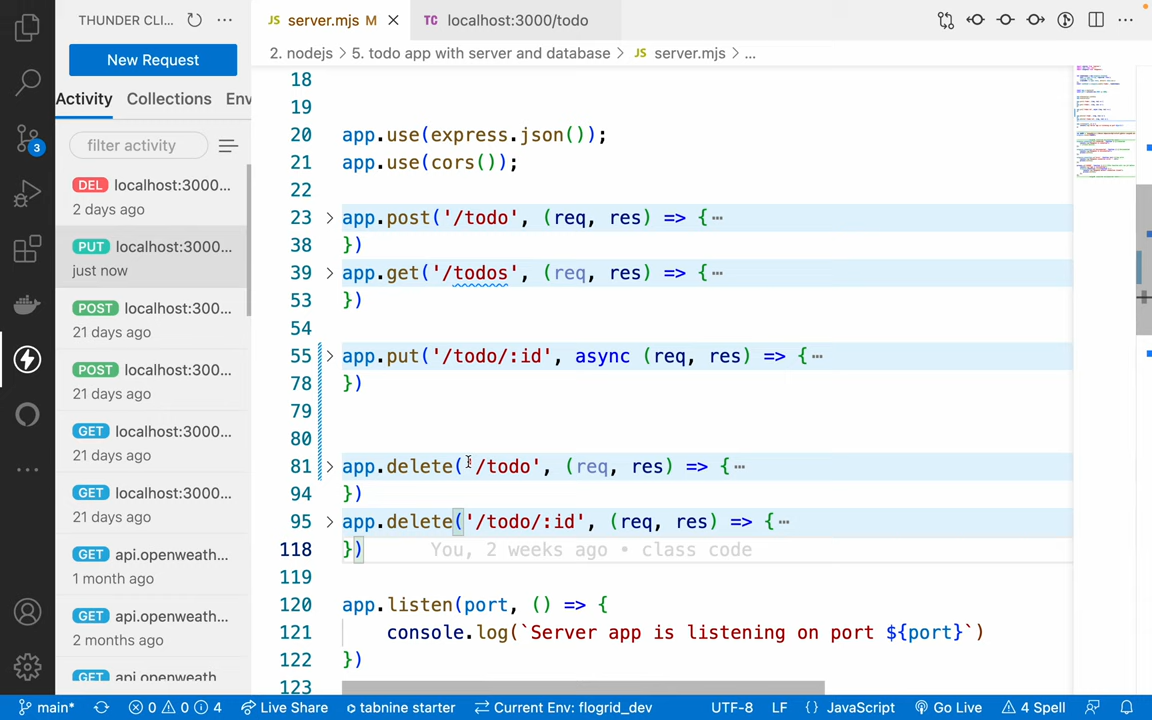 THUNDER CLI...
New Request
Activity Collections Env
filter activity
DEL localhost:3000...
2 days ago
PUT localhost:3000...
just now
POST localhost:300...
21 days ago
POST localhost:300...
21 days ago
GET localhost:3000...
21 days ago
GET localhost:3000...
21 days ago
GET api.openweath...
1 month ago
GET api.openweath...
2 months ago
GET api.openweath
3
JS server.mjs M
TC localhost:3000/todo
2. nodejs > 5. todo app with server and database > JS server.mjs > ...
18
19
20 app.use(express.json());
21 app.use(cors());
22
23 app.post('/todo', (req, res) => {⋯
38 })
39 app.get('/todos', (req, res) => {⋯
53 })
54
55 app.put('/todo/:id', async (req, res) => {⋯
78 })
79
80
81 app.delete('/todo', (req, res) => {⋯
94 })
95 app.delete('/todo/:id', (req, res) => {⋯
118 }) You, 2 weeks ago • class code
119
120 app.listen(port, () => {
121 console.log(`Server app is listening on port ${port}`)
122 })
123
main* 0 0 4 Live Share tabnine starter Current Env: flogrid_dev UTF-8 LF {} JavaScript Go Live 4 Spell